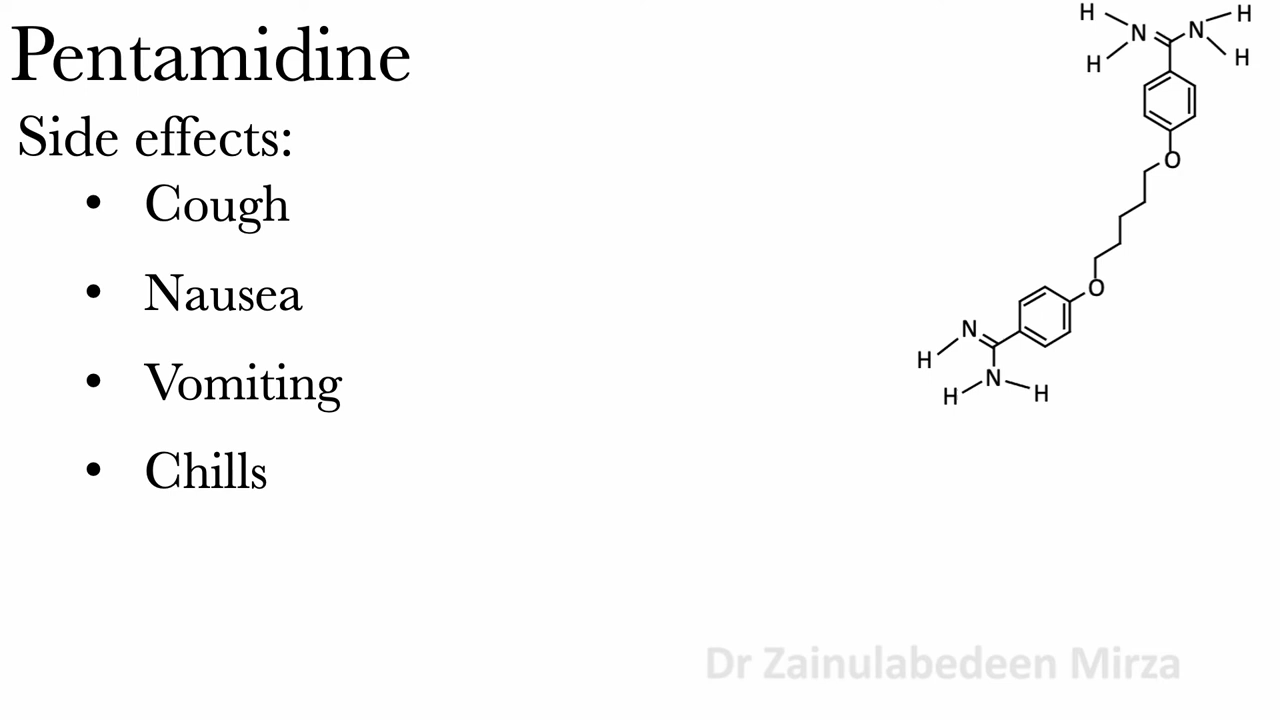 Pentamidine
Side effects:
• Cough
• Nausea
• Vomiting
• Chills
H
N
N
H
H
H
O
O
N
H
N
H
H
Dr Zainulabedeen Mirza